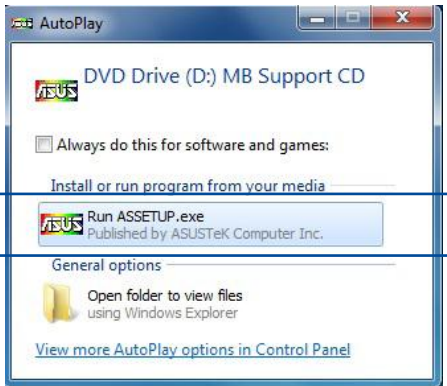 AutoPlay
DVD Drive (D:) MB Support CD
ASUS
Always do this for software and games:
Install or run program from your media
ASUS
Run ASSETUP.exe
Published by ASUSTeK Computer Inc.
General options
Open folder to view files
using Windows Explorer
View more AutoPlay options in Control Panel